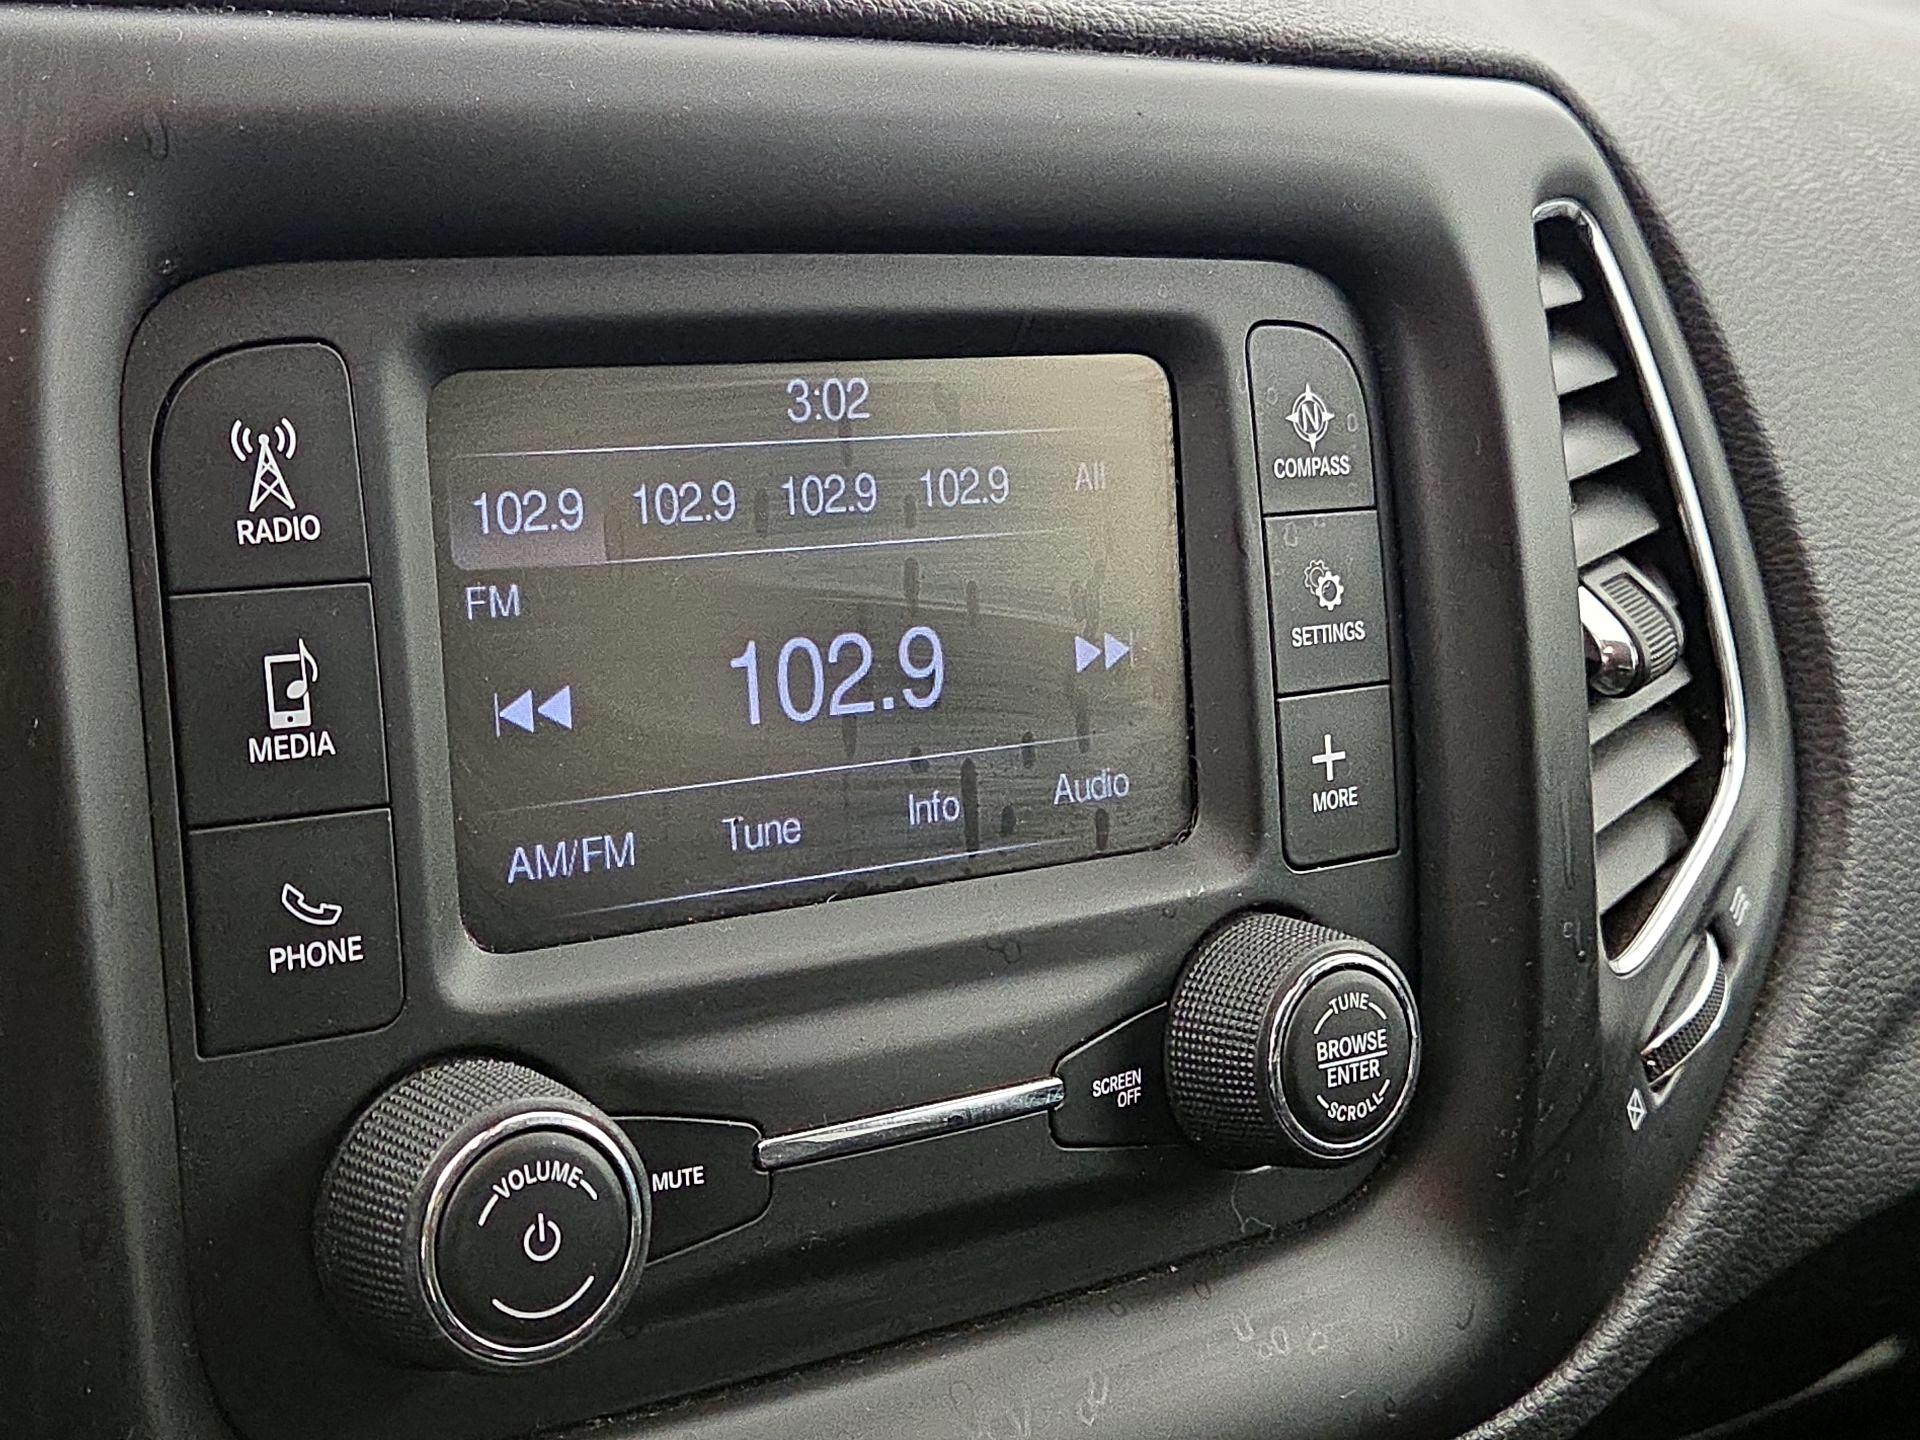 3:02
102.9 102.9 102.9 102.9 All
FM
102.9
AM/FM Tune Info Audio
RADIO
MEDIA
PHONE
N
COMPASS
SETTINGS
MORE
VOLUME
MUTE
SCREEN
OFF
TUNE
BROWSE
ENTER
SCROLL